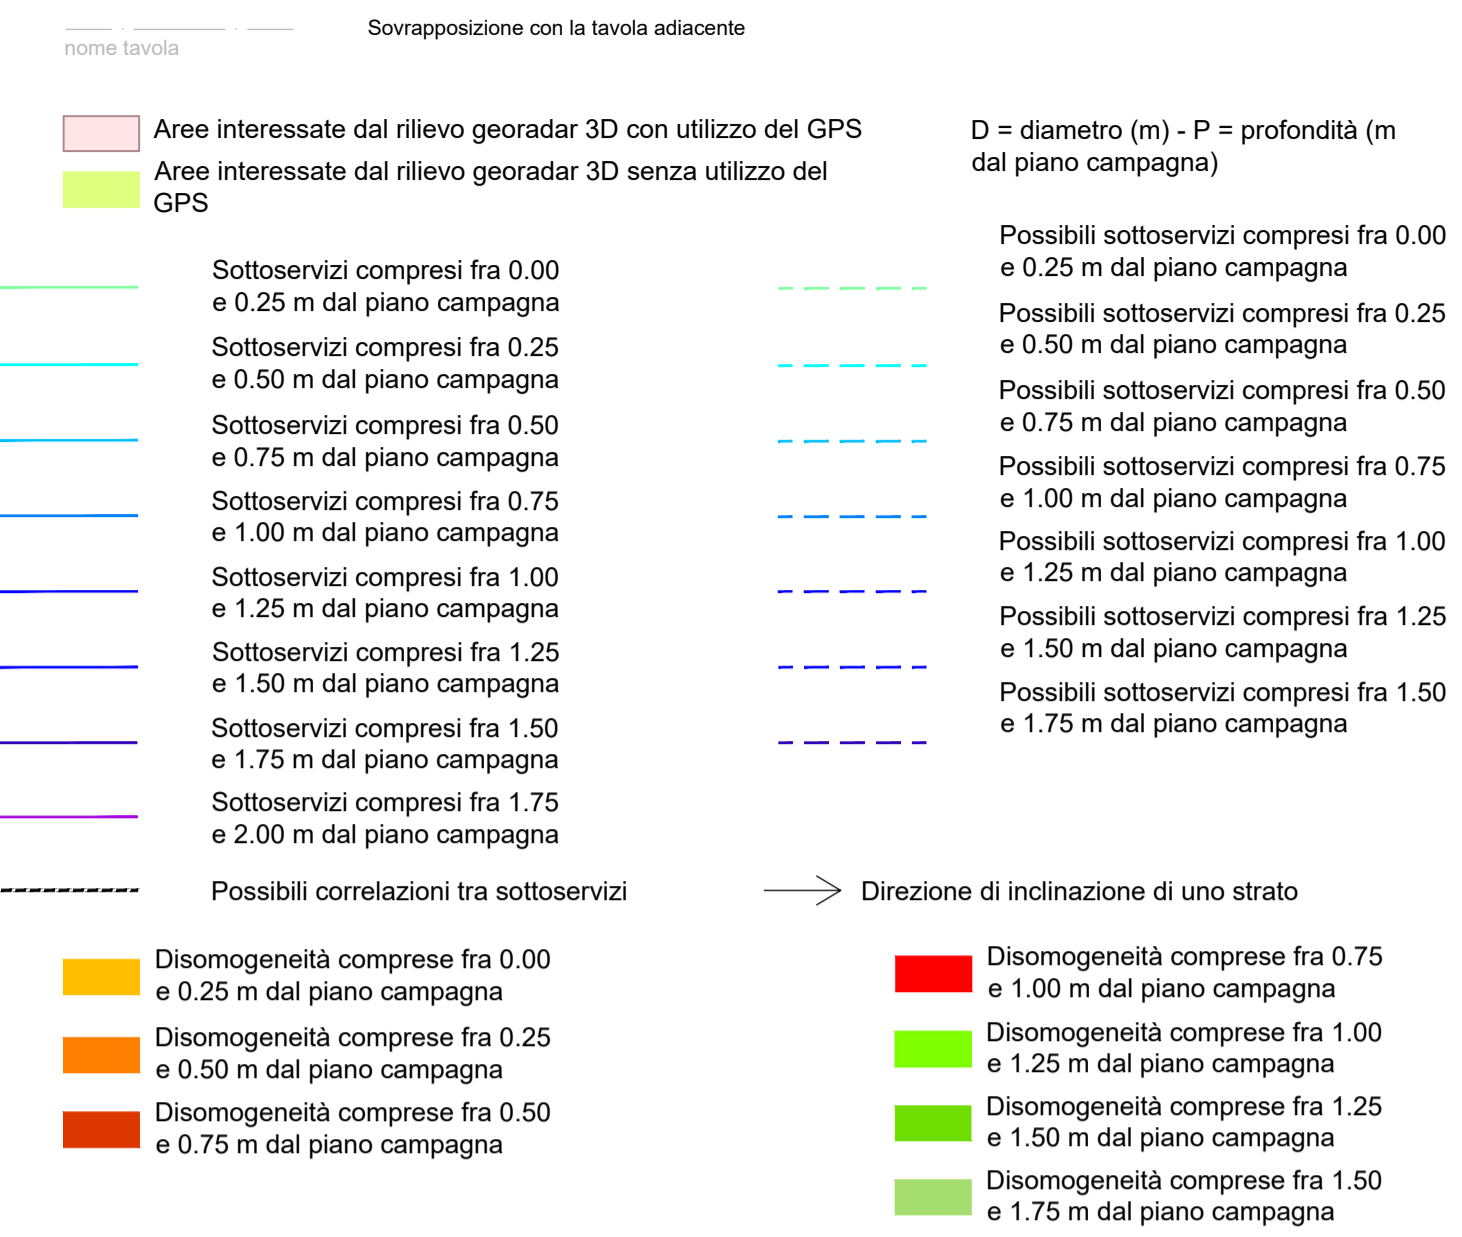 Sovrapposizione con la tavola adiacente
nome tavola
Aree interessate dal rilievo georadar 3D con utilizzo del GPS
Aree interessate dal rilievo georadar 3D senza utilizzo del
GPS
D = diametro (m) - P = profondità (m
dal piano campagna)
Sottoservizi compresi fra 0.00
e 0.25 m dal piano campagna
Sottoservizi compresi fra 0.25
e 0.50 m dal piano campagna
Sottoservizi compresi fra 0.50
e 0.75 m dal piano campagna
Sottoservizi compresi fra 0.75
e 1.00 m dal piano campagna
Sottoservizi compresi fra 1.00
e 1.25 m dal piano campagna
Sottoservizi compresi fra 1.25
e 1.50 m dal piano campagna
Sottoservizi compresi fra 1.50
e 1.75 m dal piano campagna
Sottoservizi compresi fra 1.75
e 2.00 m dal piano campagna
Possibili sottoservizi compresi fra 0.00
e 0.25 m dal piano campagna
Possibili sottoservizi compresi fra 0.25
e 0.50 m dal piano campagna
Possibili sottoservizi compresi fra 0.50
e 0.75 m dal piano campagna
Possibili sottoservizi compresi fra 0.75
e 1.00 m dal piano campagna
Possibili sottoservizi compresi fra 1.00
e 1.25 m dal piano campagna
Possibili sottoservizi compresi fra 1.25
e 1.50 m dal piano campagna
Possibili sottoservizi compresi fra 1.50
e 1.75 m dal piano campagna
Possibili correlazioni tra sottoservizi
Direzione di inclinazione di uno strato
Disomogeneità comprese fra 0.00
e 0.25 m dal piano campagna
Disomogeneità comprese fra 0.25
e 0.50 m dal piano campagna
Disomogeneità comprese fra 0.50
e 0.75 m dal piano campagna
Disomogeneità comprese fra 0.75
e 1.00 m dal piano campagna
Disomogeneità comprese fra 1.00
e 1.25 m dal piano campagna
Disomogeneità comprese fra 1.25
e 1.50 m dal piano campagna
Disomogeneità comprese fra 1.50
e 1.75 m dal piano campagna